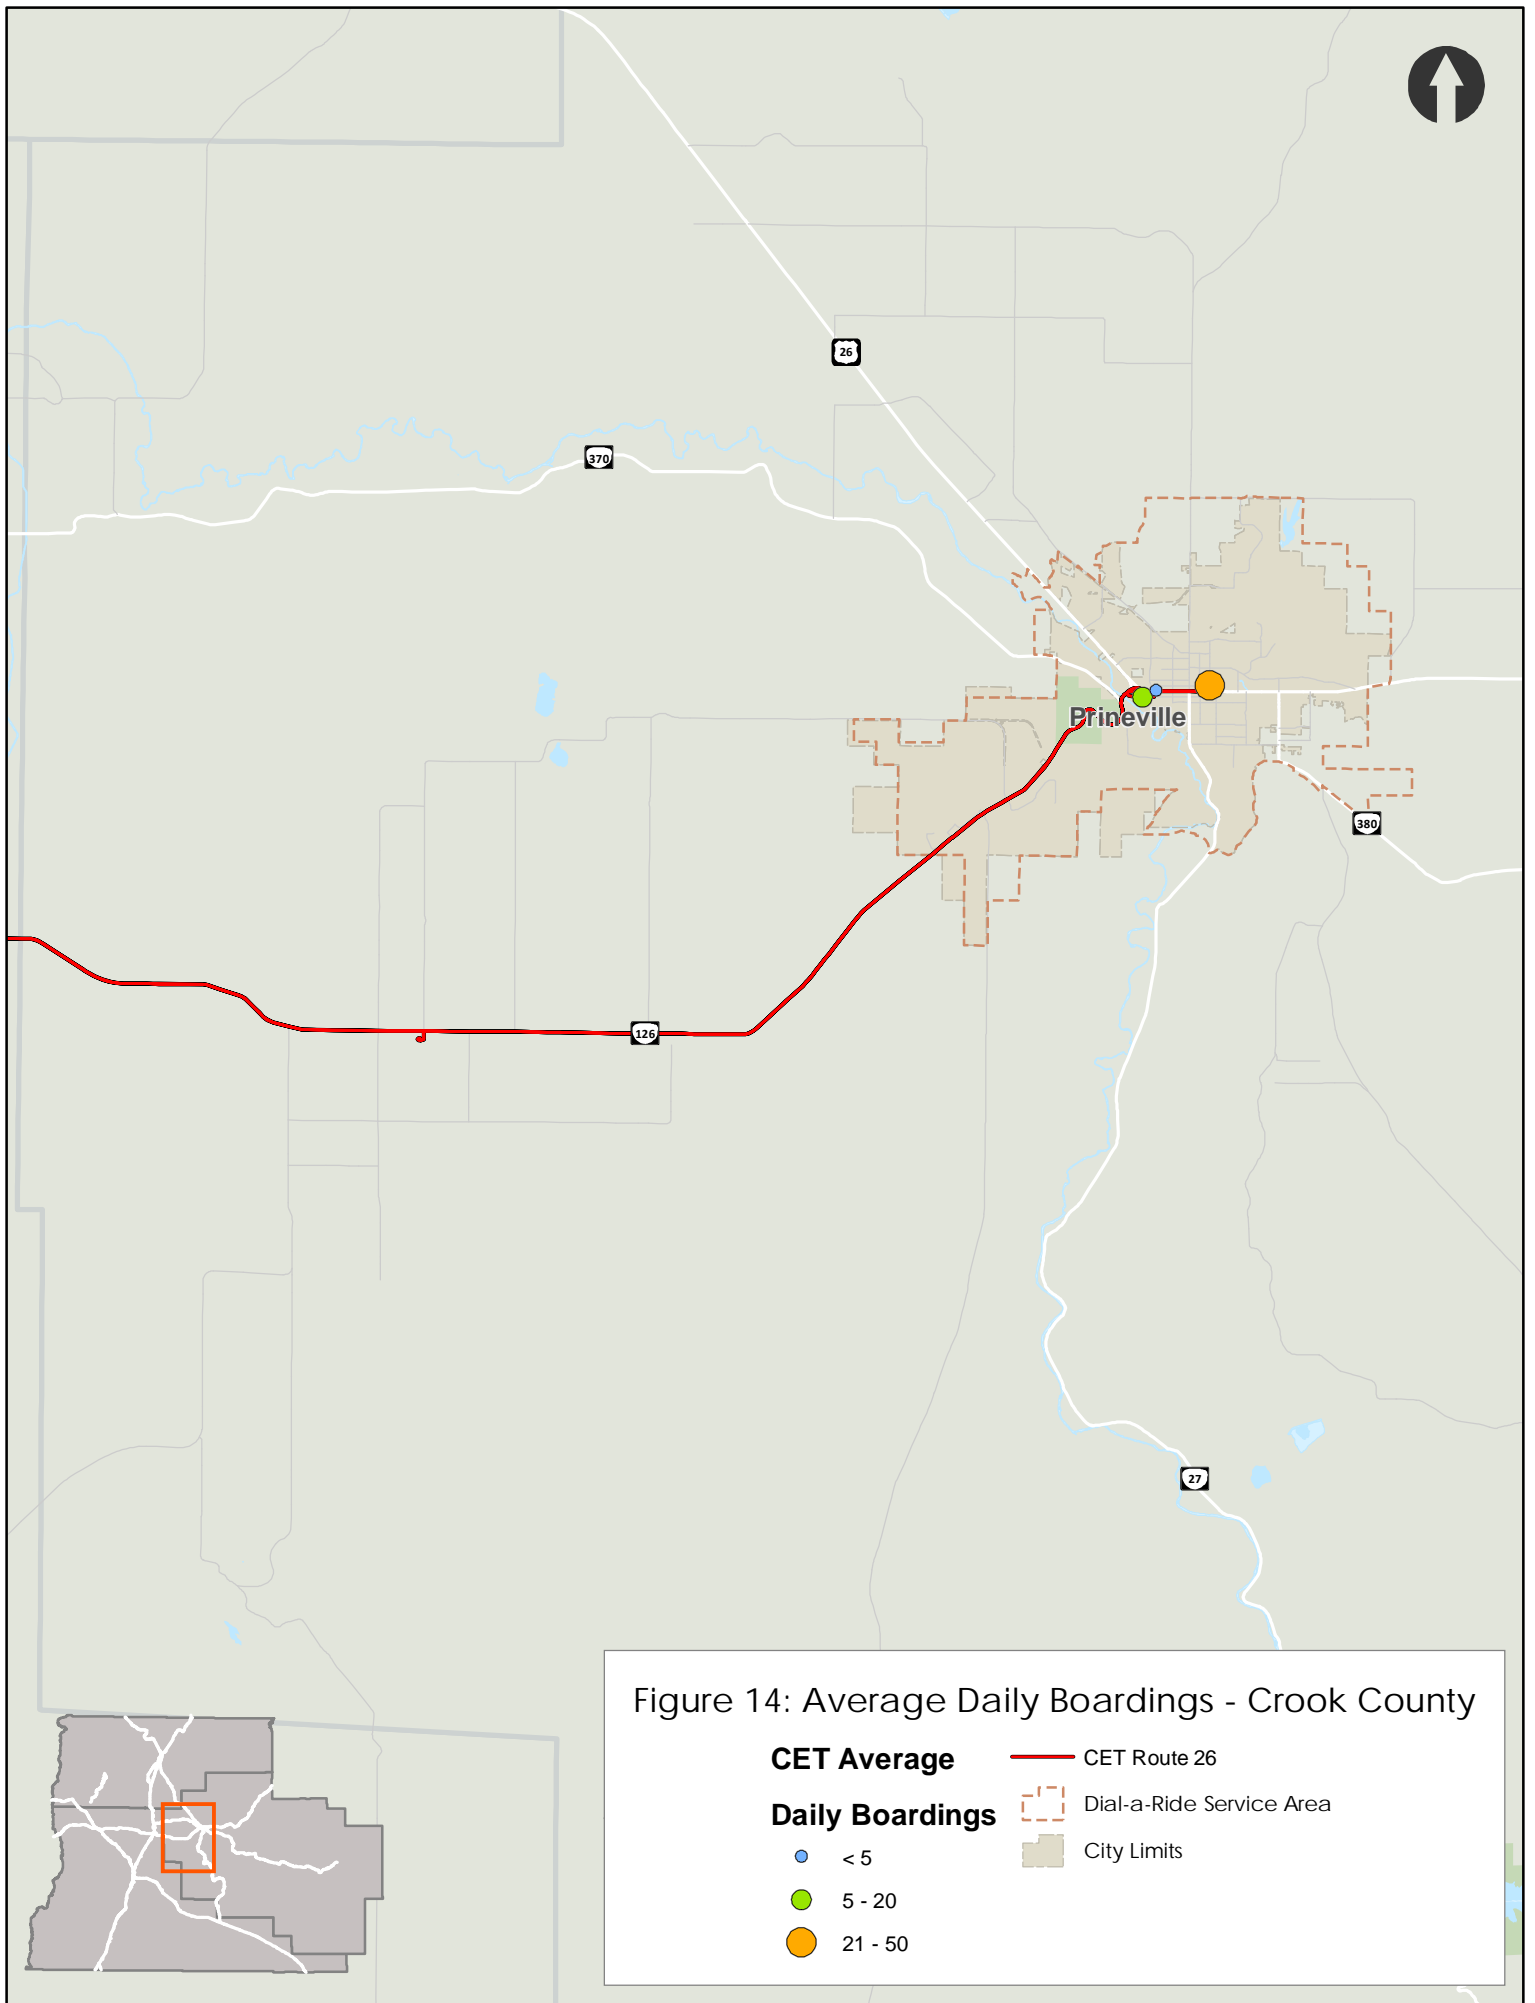 26
370
Prineville
380
126
27
Figure 14: Average Daily Boardings - Crook County
CET Average
Daily Boardings
< 5
5 - 20
21 - 50
CET Route 26
Dial-a-Ride Service Area
City Limits